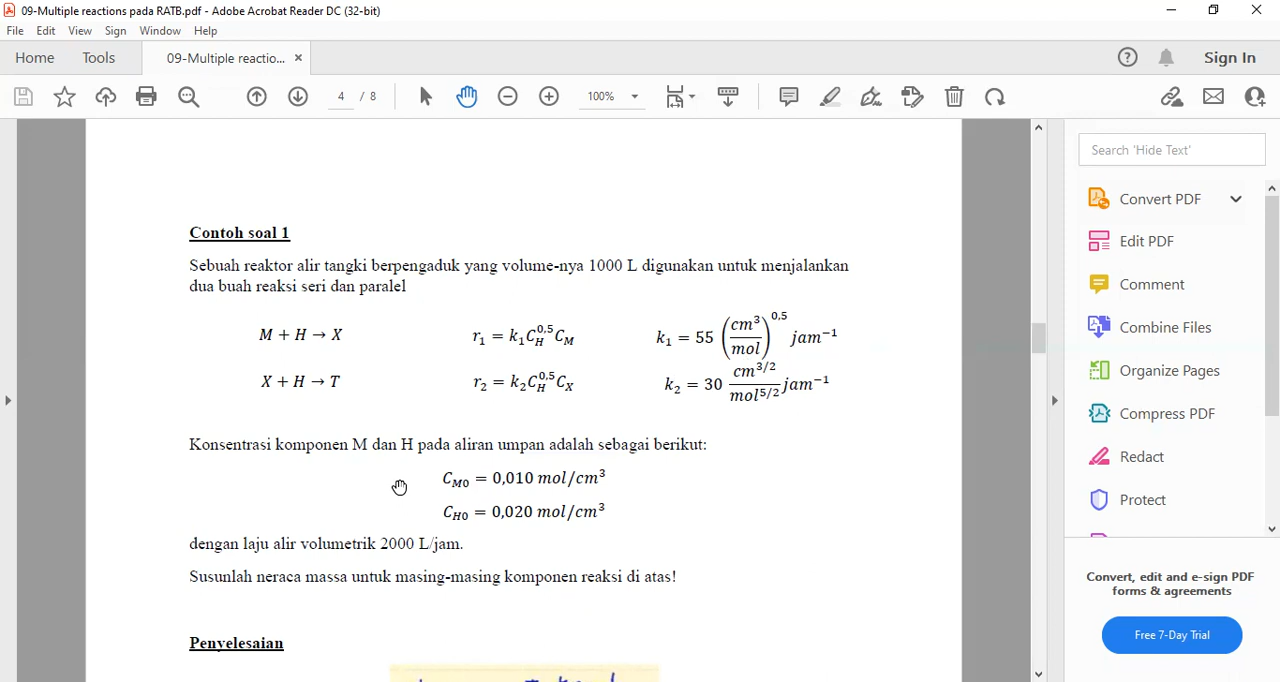 09-Multiple reactions pada RATB.pdf - Adobe Acrobat Reader DC (32-bit)
File Edit View Sign Window Help
Home Tools 09-Multiple reactio... × Sign In
4 / 8 100%
Search 'Hide Text'
Convert PDF
Edit PDF
Comment
Combine Files
Organize Pages
Compress PDF
Redact
Protect
Convert, edit and e-sign PDF
forms & agreements
Free 7-Day Trial
Contoh soal 1
Sebuah reaktor alir tangki berpengaduk yang volume-nya 1000 L digunakan untuk menjalankan
dua buah reaksi seri dan paralel
M + H → X r₁ = k₁C_H^{0,5}C_M k₁ = 55 (cm³/mol)^{0,5} jam⁻¹
X + H → T r₂ = k₂C_H^{0,5}C_X k₂ = 30 cm^{3/2}/mol^{5/2} jam⁻¹
Konsentrasi komponen M dan H pada aliran umpan adalah sebagai berikut:
C_{M0} = 0,010 mol/cm³
C_{H0} = 0,020 mol/cm³
dengan laju alir volumetrik 2000 L/jam.
Susunlah neraca massa untuk masing-masing komponen reaksi di atas!
Penyelesaian